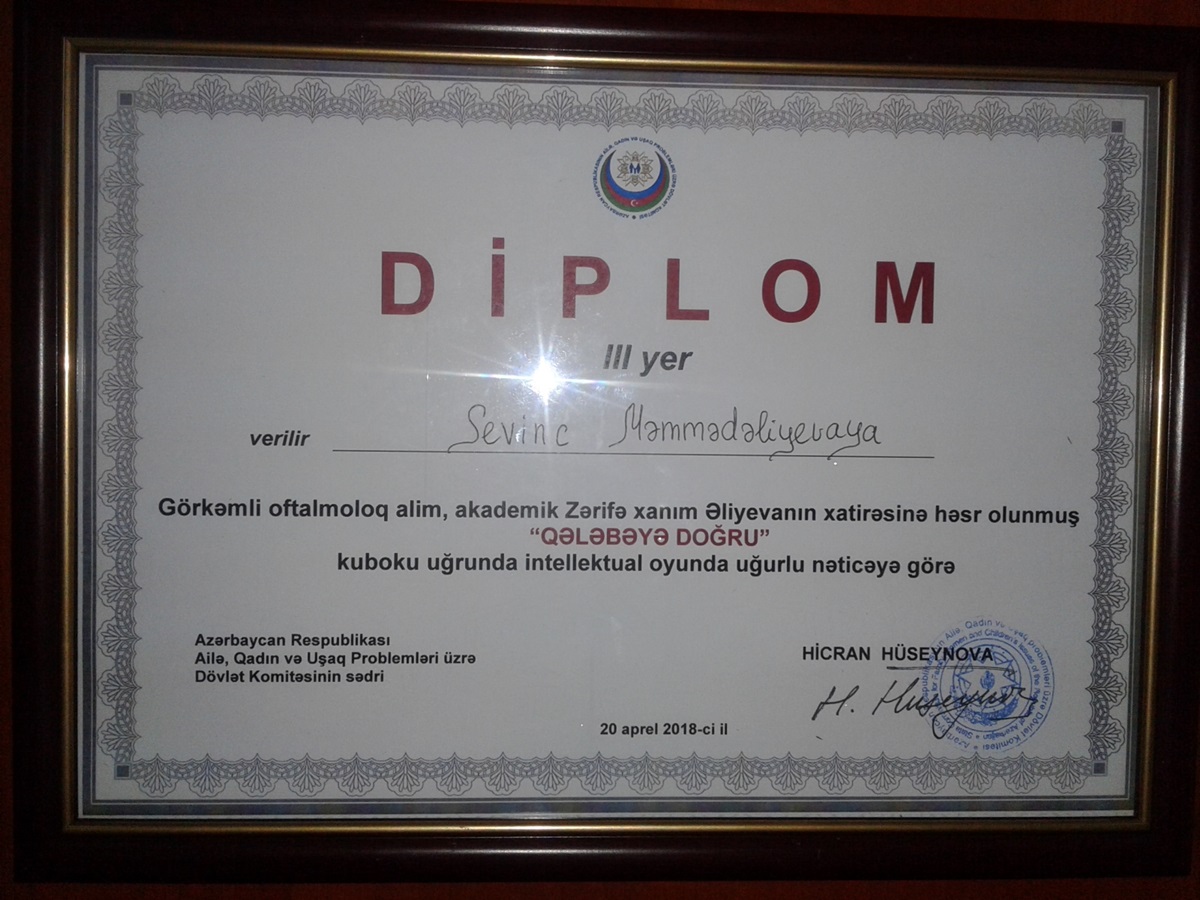 DİPLOM
III yer
verilir Sevinc Məmmədəliyevaya
Görkəmli oftalmoloq alim, akademik Zərifə xanım Əliyevanın xatirəsinə həsr olunmuş
“QƏLƏBƏYƏ DOĞRU”
kuboku uğrunda intellektual oyunda uğurlu nəticəyə görə
Azərbaycan Respublikası
Ailə, Qadın və Uşaq Problemləri üzrə
Dövlət Komitəsinin sədri
HİCRAN HÜSEYNOVA
H. Huseynov
20 aprel 2018-ci il